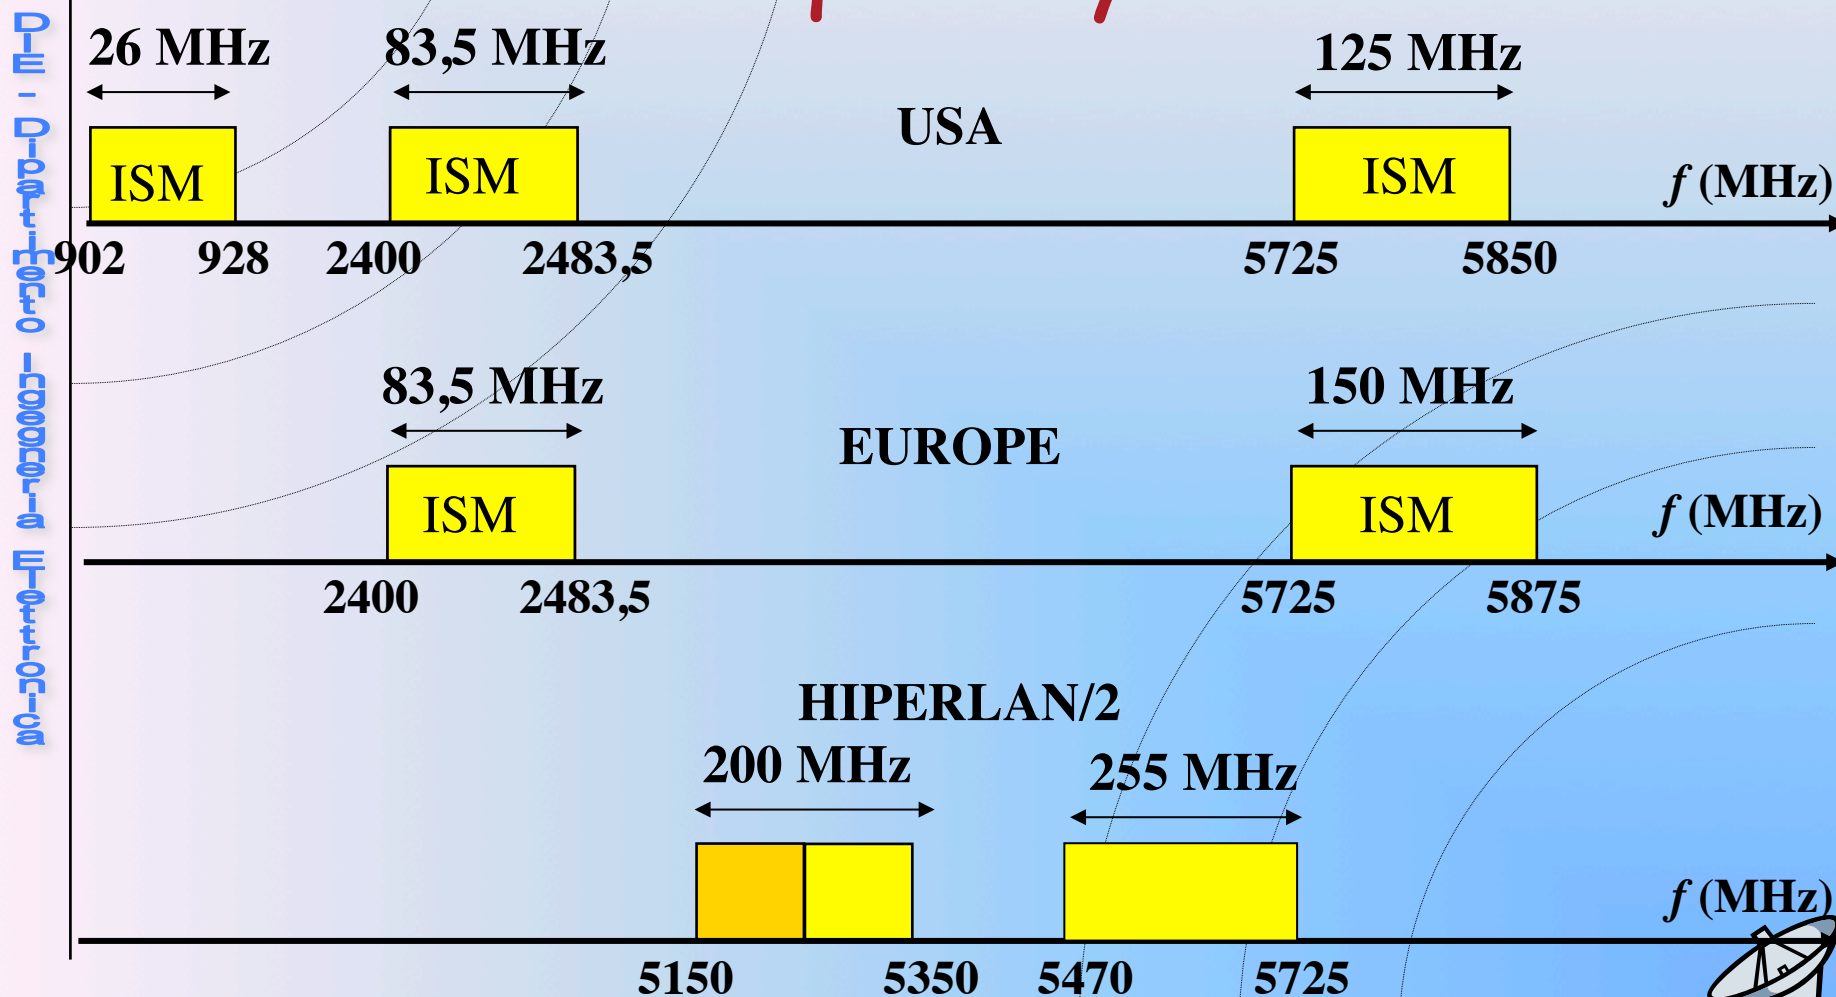 DIE - Dipartimento Ingegneria Elettronica
26 MHz 83,5 MHz 125 MHz
USA
ISM ISM ISM f (MHz)
902 928 2400 2483,5 5725 5850
83,5 MHz 150 MHz
EUROPE
ISM ISM f (MHz)
2400 2483,5 5725 5875
HIPERLAN/2
200 MHz 255 MHz
f (MHz)
5150 5350 5470 5725